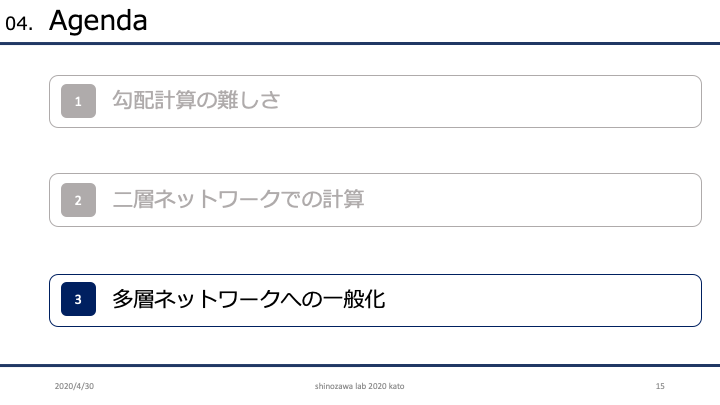 04. Agenda
1 勾配計算の難しさ
2 二層ネットワークでの計算
3 多層ネットワークへの一般化
2020/4/30 shinozawa lab 2020 kato 15